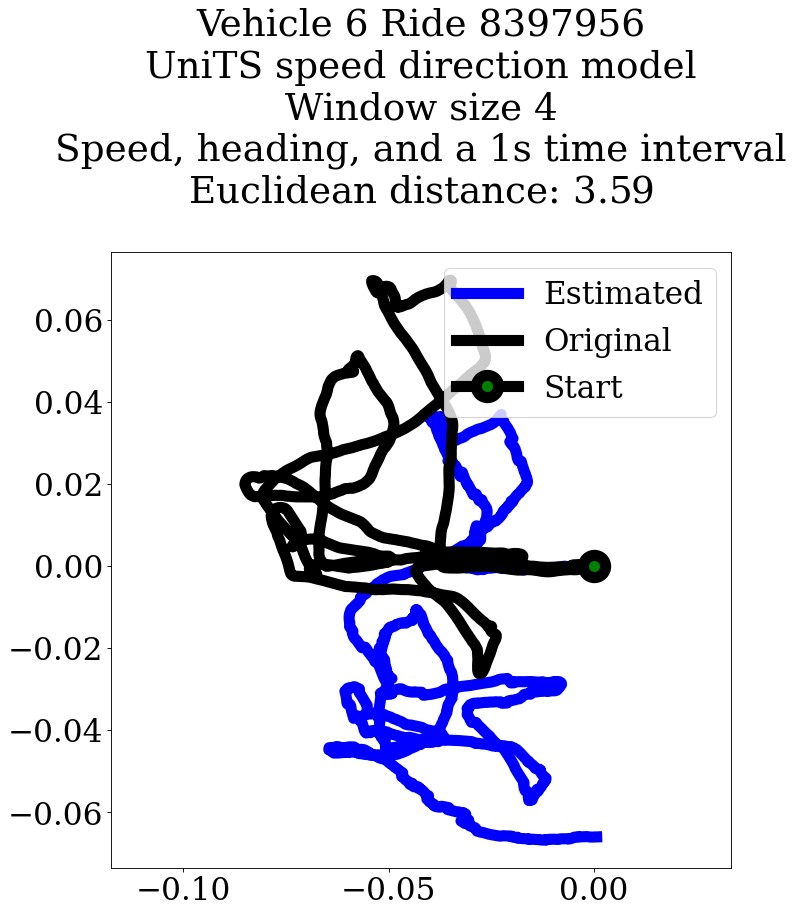 Vehicle 6 Ride 8397956
UniTS speed direction model
Window size 4
Speed, heading, and a 1s time interval
Euclidean distance: 3.59
Estimated
Original
Start
0.06
0.04
0.02
0.00
−0.02
−0.04
−0.06
−0.10
−0.05
0.00